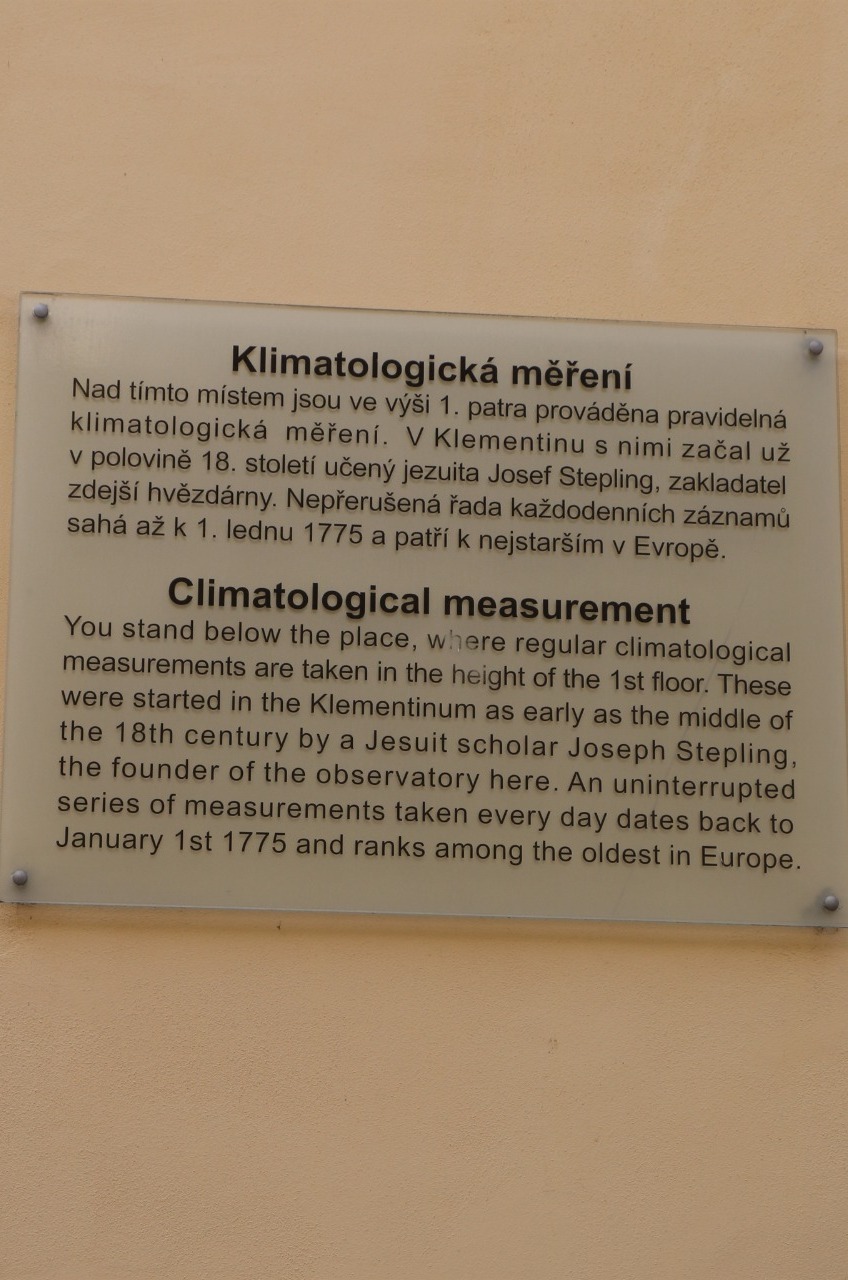 Klimatologická měření
Nad tímto místem jsou ve výši 1. patra prováděna pravidelná
klimatologická měření. V Klementinu s nimi začal už
v polovině 18. století učený jezuita Josef Stepling, zakladatel
zdejší hvězdárny. Nepřerušená řada každodenních záznamů
sahá až k 1. lednu 1775 a patří k nejstarším v Evropě.
Climatological measurement
You stand below the place, where regular climatological
measurements are taken in the height of the 1st floor. These
were started in the Klementinum as early as the middle of
the 18th century by a Jesuit scholar Joseph Stepling,
the founder of the observatory here. An uninterrupted
series of measurements taken every day dates back to
January 1st 1775 and ranks among the oldest in Europe.